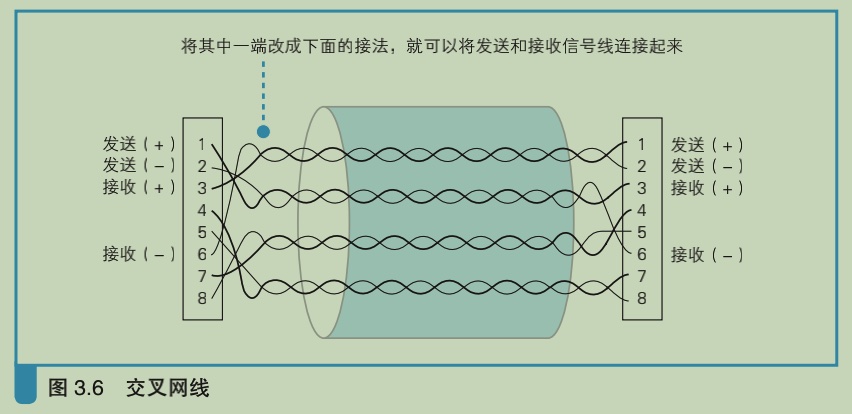 将其中一端改成下面的接法，就可以将发送和接收信号线连接起来
发送（+） 1 1 发送（+）
发送（−） 2 2 发送（−）
接收（+） 3 3 接收（+）
4 4
5 5
接收（−） 6 6 接收（−）
7 7
8 8
图 3.6 交叉网线